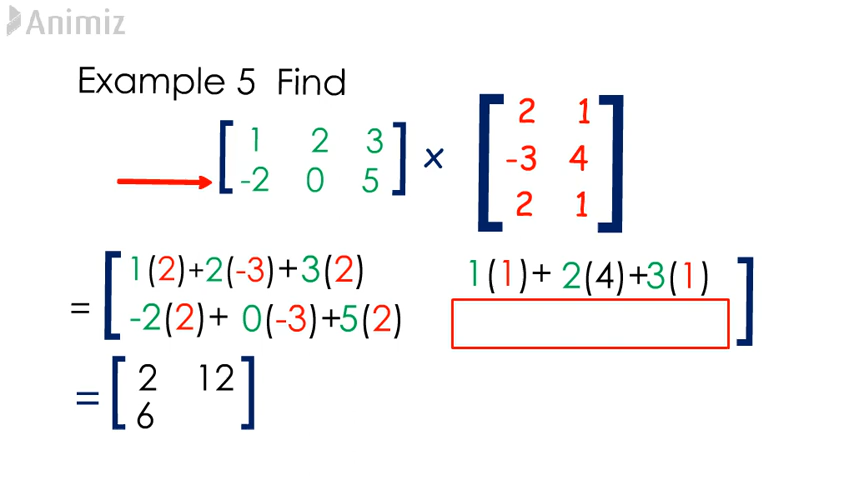 Animiz
Example 5 Find
[ 1 2 3 ] × [ 2 1 ]
[ -2 0 5 ] [ -3 4 ]
[ 2 1 ]
= [ 1(2)+2(-3)+3(2) 1(1)+ 2(4)+3(1) ]
[ -2(2)+ 0(-3)+5(2) ]
= [ 2 12 ]
[ 6 ]